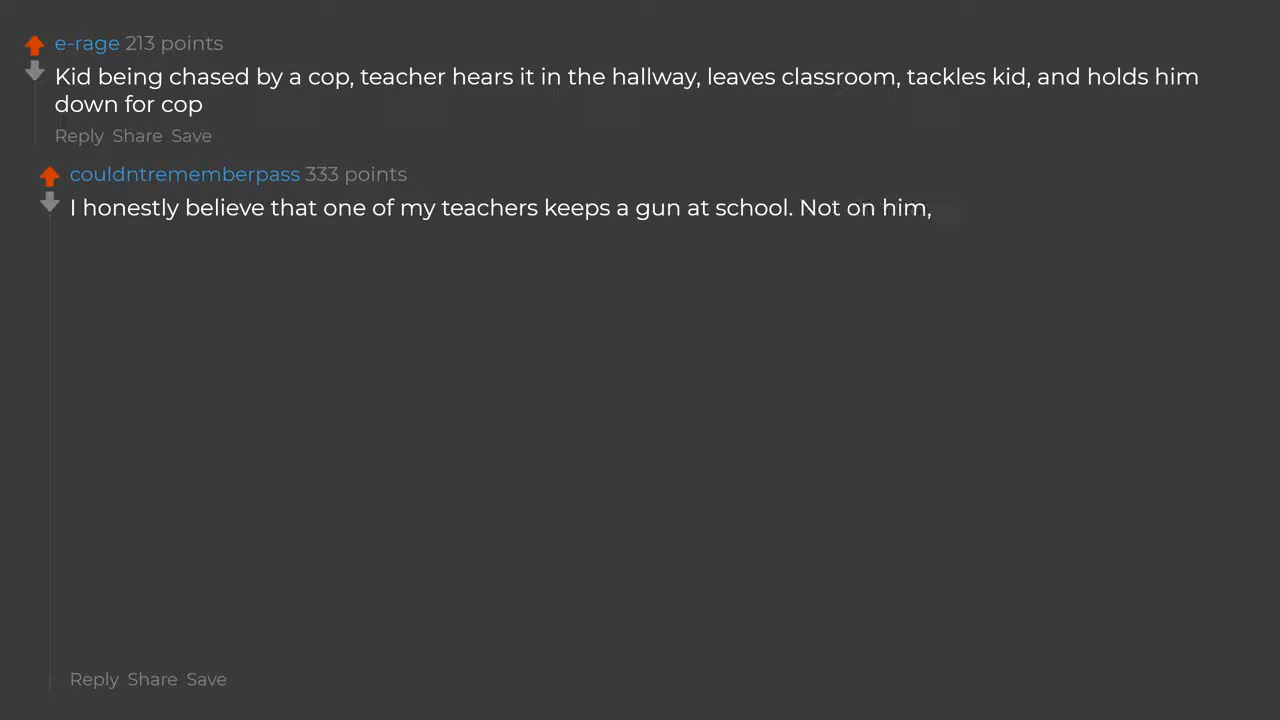 e-rage 213 points
Kid being chased by a cop, teacher hears it in the hallway, leaves classroom, tackles kid, and holds him
down for cop
Reply Share Save
couldntrememberpass 333 points
I honestly believe that one of my teachers keeps a gun at school. Not on him,
Reply Share Save